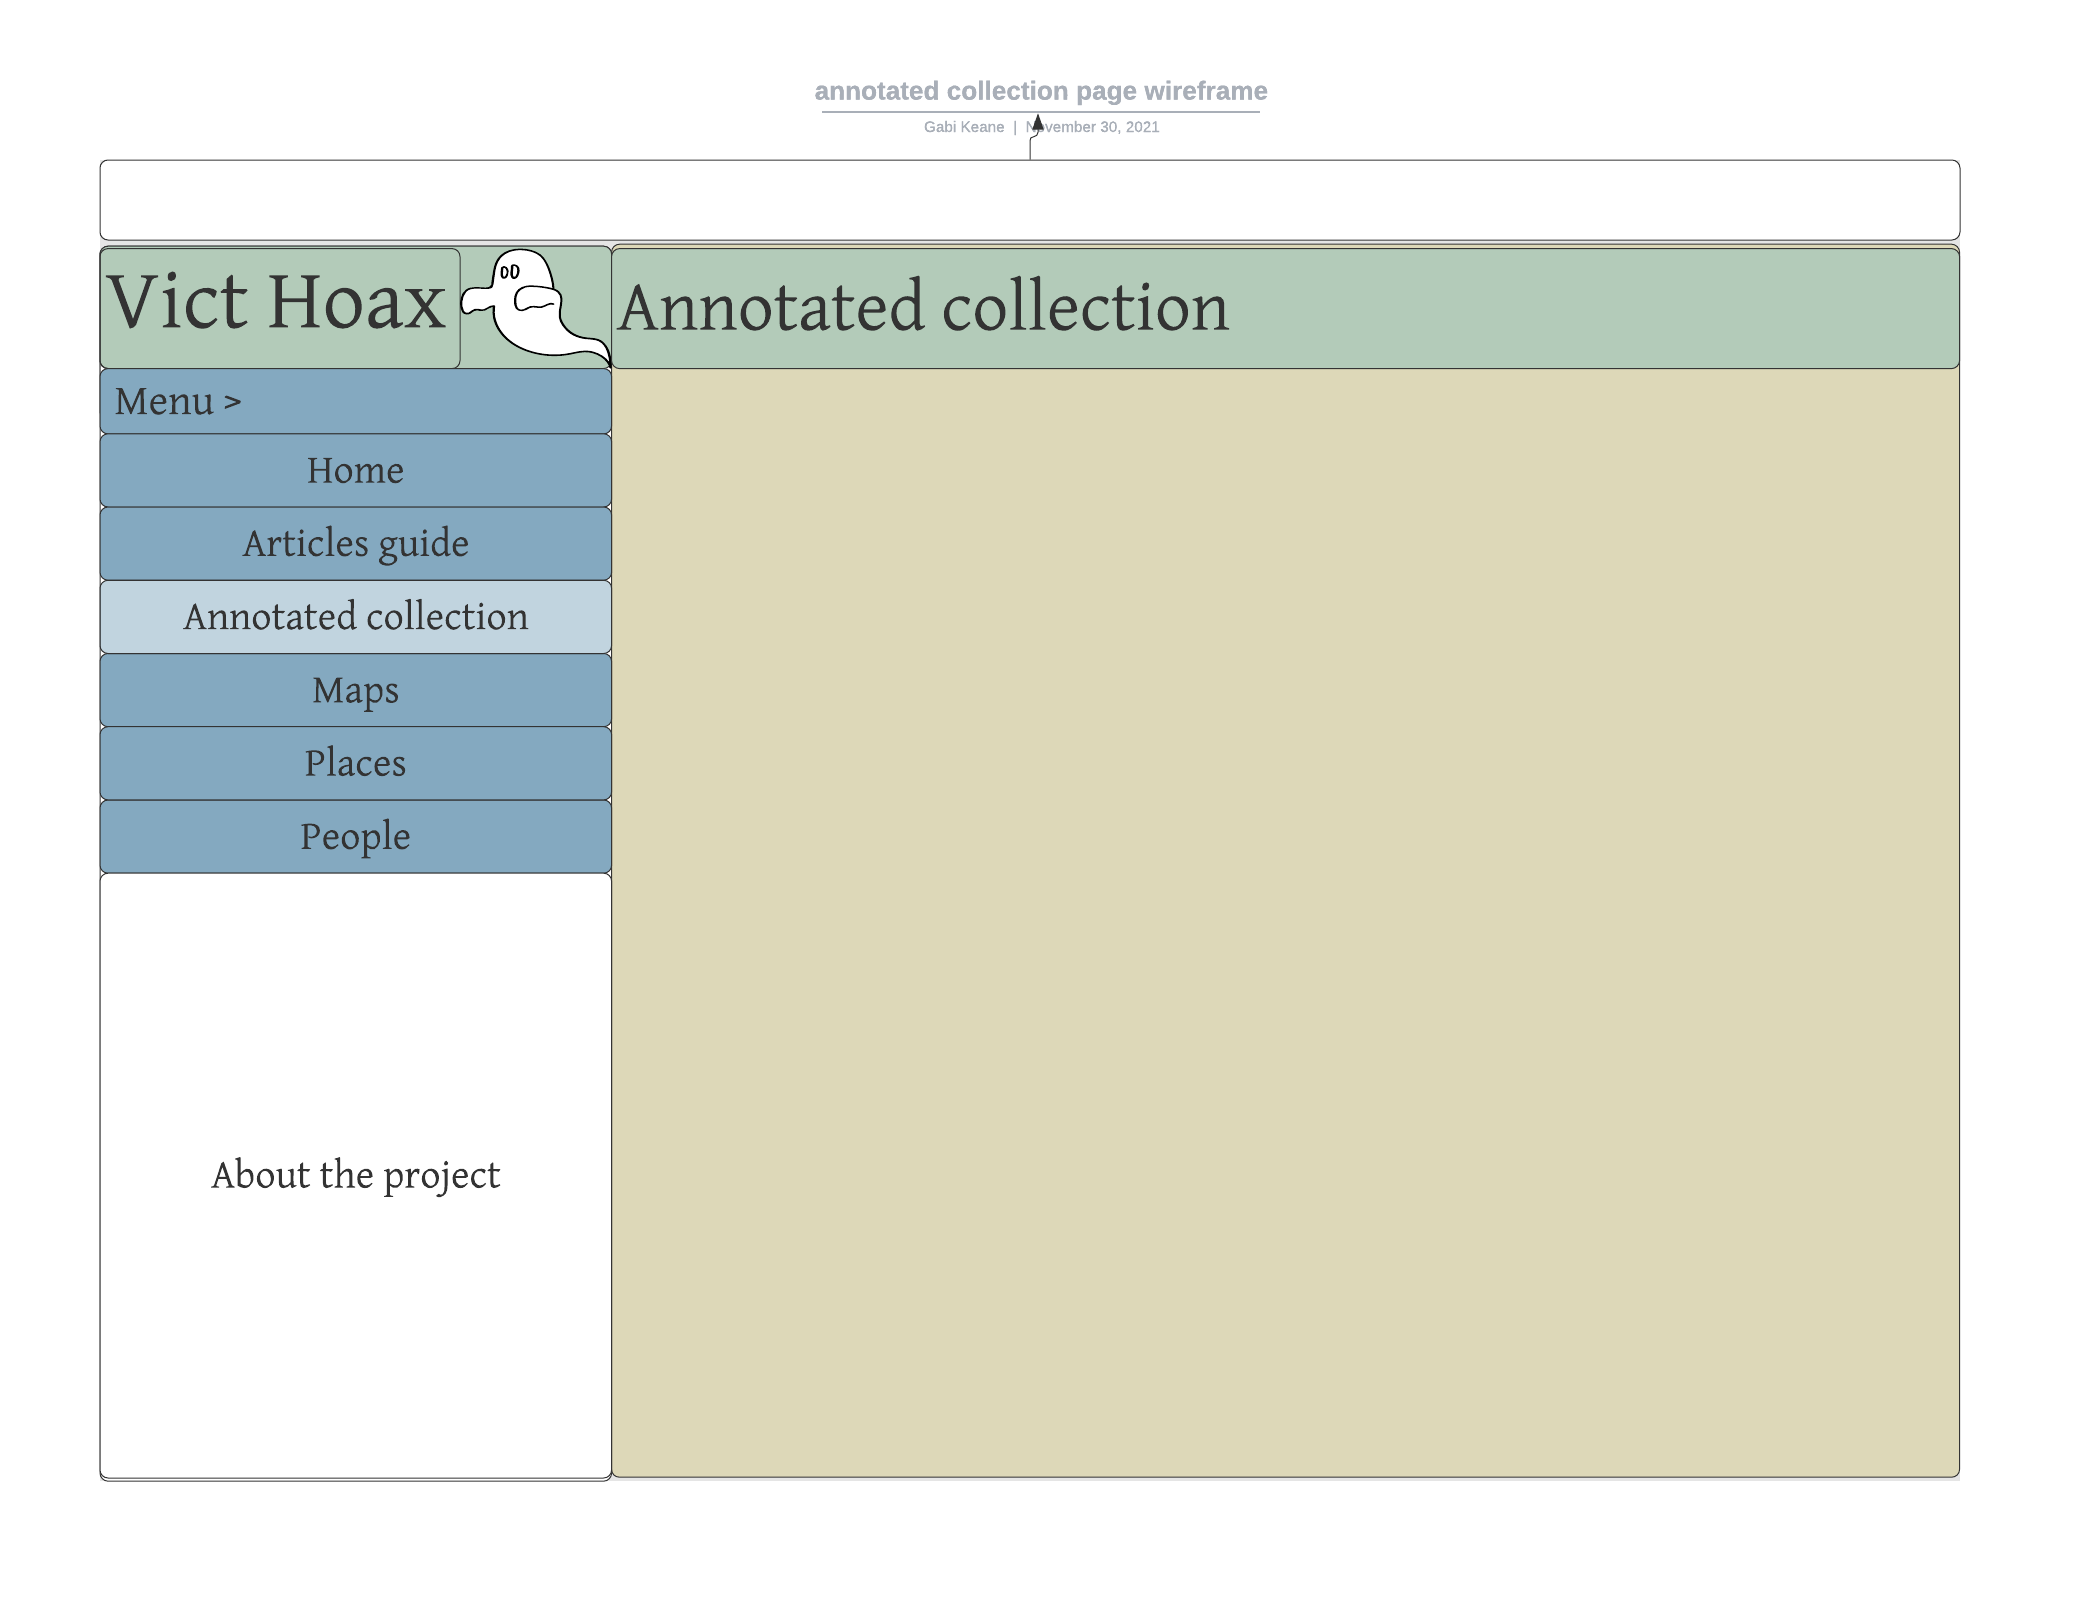 annotated collection page wireframe
Gabi Keane | November 30, 2021
Vict Hoax
Annotated collection
Menu >
Home
Articles guide
Annotated collection
Maps
Places
People
About the project